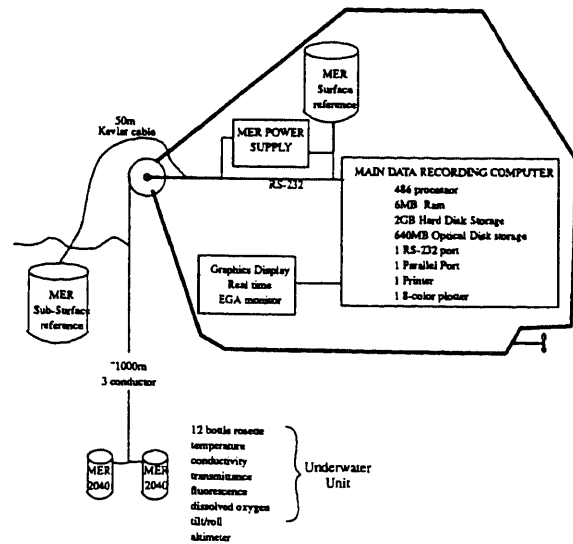 MER
Surface
reference
50m
Kevlar cable
MER POWER
SUPPLY
RS-232
MAIN DATA RECORDING COMPUTER
486 processor
6MB Ram
2GB Hard Disk Storage
640MB Optical Disk storage
1 RS-232 port
1 Parallel Port
1 Printer
1 8-color plotter
Graphics Display
Real time
EGA monitor
MER
Sub-Surface
reference
~1000m
3 conductor
MER
2040
MER
2040
12 bottle rosette
temperature
conductivity
transmittance
fluorescence
dissolved oxygen
tilt/roll
altimeter
Underwater
Unit